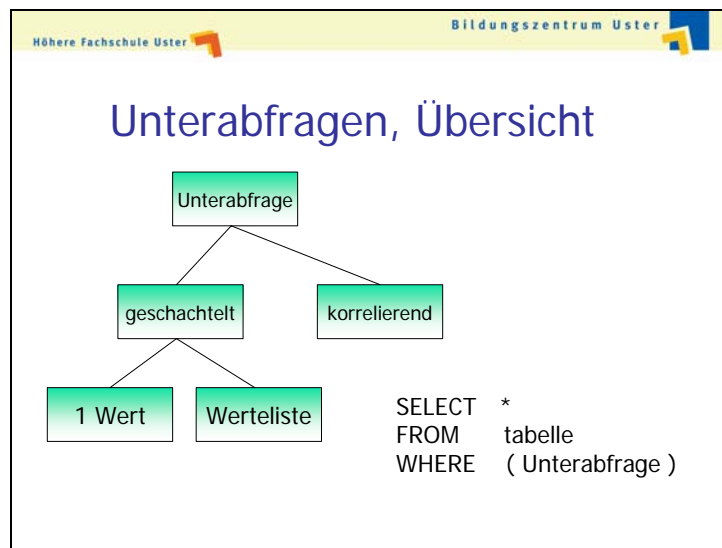 Höhere Fachschule Uster
Bildungszentrum Uster
Unterabfragen, Übersicht
Unterabfrage
geschachtelt
korrelierend
1 Wert
Werteliste
SELECT *
FROM tabelle
WHERE ( Unterabfrage )